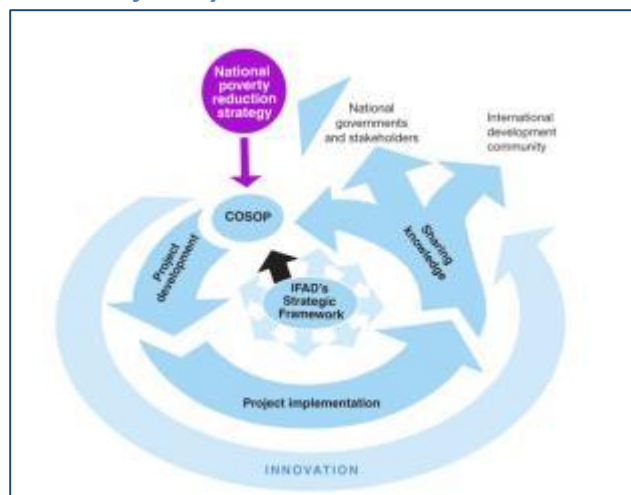 National
poverty
reduction
strategy
National
governments
and stakeholders
International
development
community
COSOP
Project
development
Sharing
knowledge
IFAD's
Strategic
Framework
Project implementation
INNOVATION